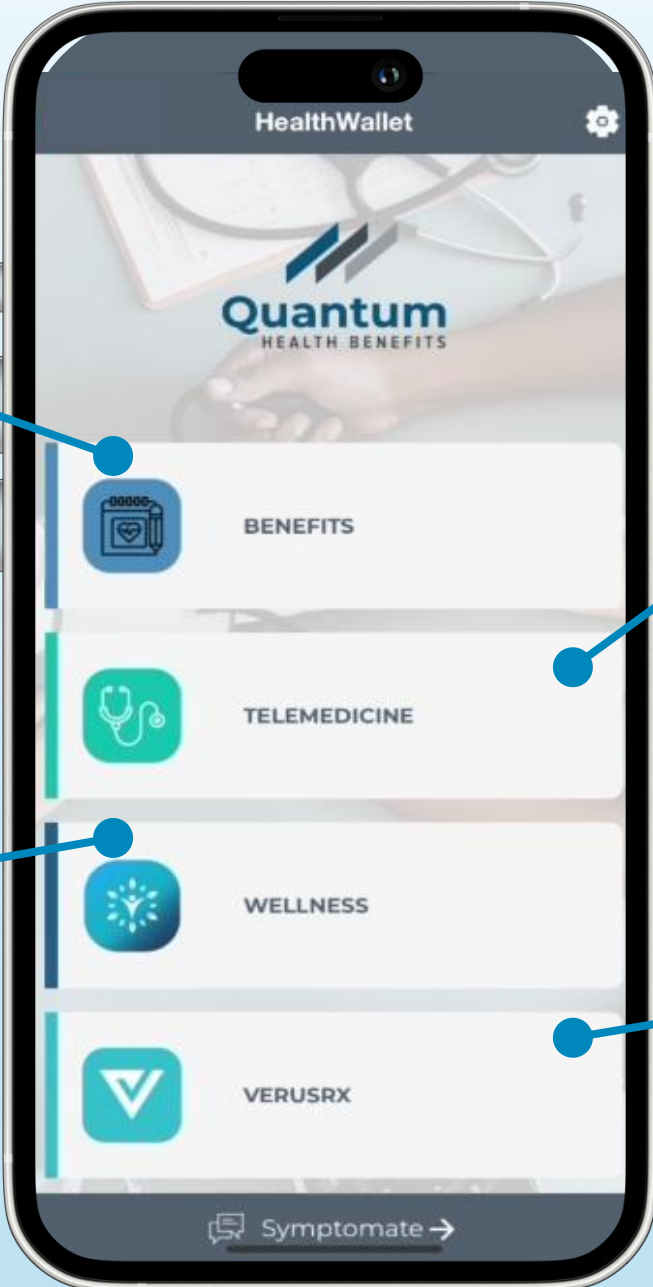 HealthWallet
Quantum
HEALTH BENEFITS
BENEFITS
TELEMEDICINE
WELLNESS
VERUSRX
Symptomate